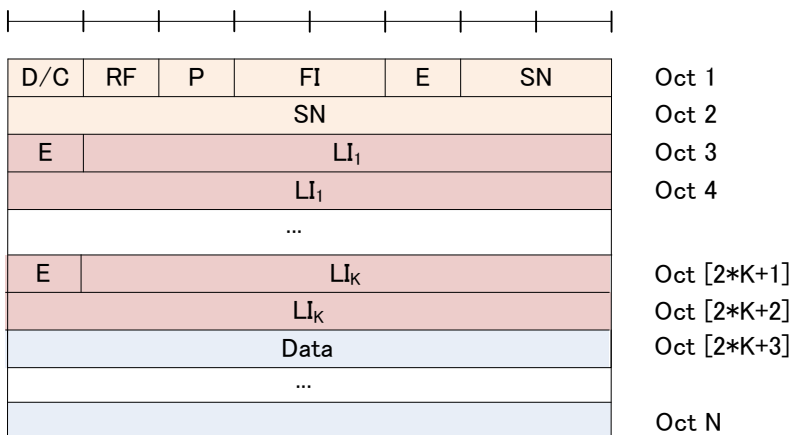 D/C RF P FI E SN Oct 1
SN Oct 2
E LI₁ Oct 3
LI₁ Oct 4
...
E LIₖ Oct [2*K+1]
LIₖ Oct [2*K+2]
Data Oct [2*K+3]
...
Oct N